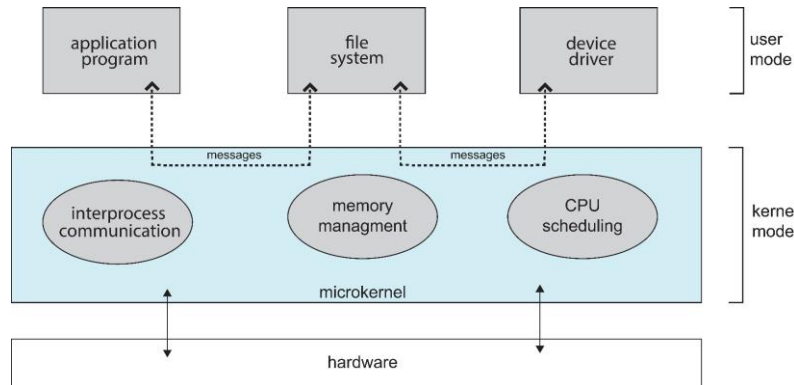 application
program
file
system
device
driver
user
mode
messages
messages
interprocess
communication
memory
managment
CPU
scheduling
kerne
mode
microkernel
hardware